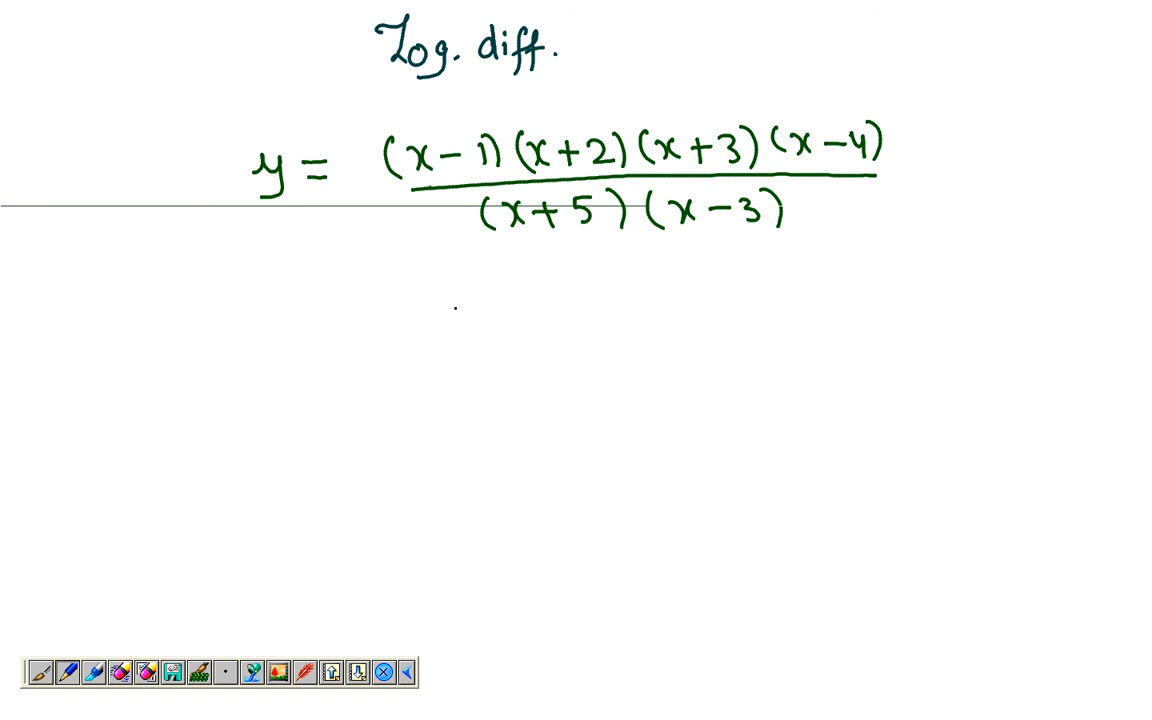 Log. diff.
y = (x-1)(x+2)(x+3)(x-4)
(x+5)(x-3)